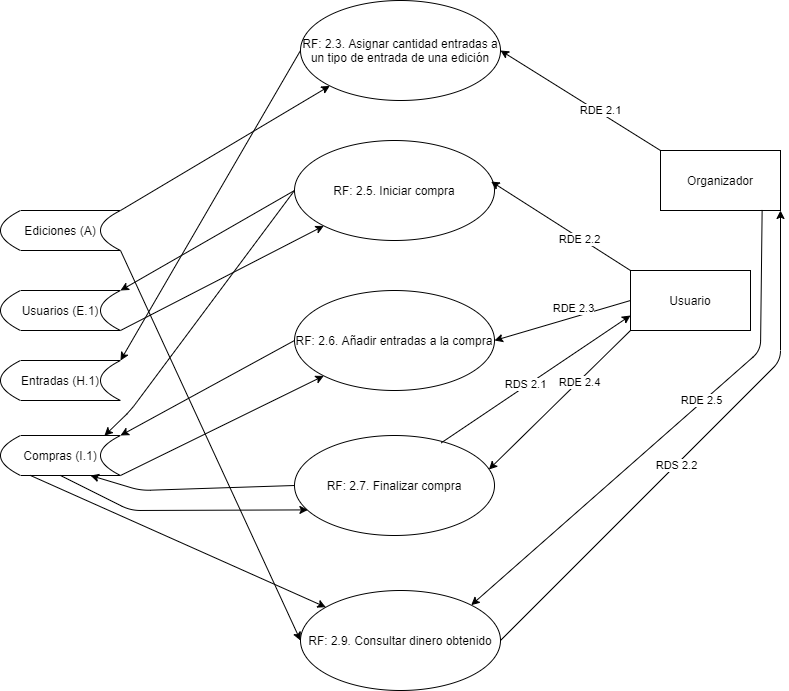 RF: 2.3. Asignar cantidad entradas a
un tipo de entrada de una edición
RDE 2.1
Organizador
RF: 2.5. Iniciar compra
Ediciones (A)
RDE 2.2
Usuarios (E.1)
Usuario
RDE 2.3
RF: 2.6. Añadir entradas a la compra
Entradas (H.1)
RDS 2.1
RDE 2.4
RDE 2.5
Compras (I.1)
RDS 2.2
RF: 2.7. Finalizar compra
RF: 2.9. Consultar dinero obtenido